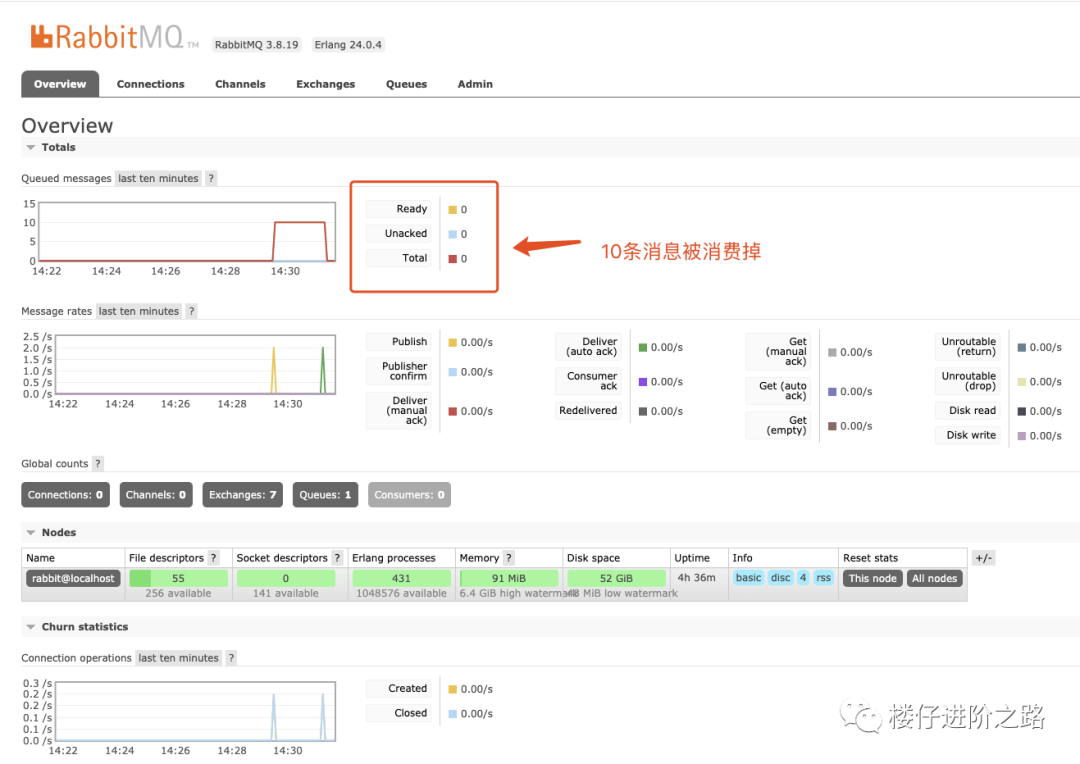 RabbitMQ TM RabbitMQ 3.8.19 Erlang 24.0.4
Overview Connections Channels Exchanges Queues Admin
Overview
Totals
Queued messages last ten minutes ?
15
10
5
0
14:22 14:24 14:26 14:28 14:30
Ready 0
Unacked 0
Total 0
10条消息被消费掉
Message rates last ten minutes ?
2.5 /s
2.0 /s
1.5 /s
1.0 /s
0.5 /s
0.0 /s
14:22 14:24 14:26 14:28 14:30
Publish 0.00/s
Publisher
confirm 0.00/s
Deliver
(manual
ack) 0.00/s
Deliver
(auto ack) 0.00/s
Consumer
ack 0.00/s
Redelivered 0.00/s
Get
(manual
ack) 0.00/s
Get (auto
ack) 0.00/s
Get
(empty) 0.00/s
Unroutable
(return) 0.00/s
Unroutable
(drop) 0.00/s
Disk read 0.00/s
Disk write 0.00/s
Global counts ?
Connections: 0 Channels: 0 Exchanges: 7 Queues: 1 Consumers: 0
Nodes
Name File descriptors ? Socket descriptors ? Erlang processes Memory ? Disk space Uptime Info Reset stats +/-
rabbit@localhost 55 0 431 91 MiB 52 GiB 4h 36m basic disc 4 rss This node All nodes
256 available 141 available 1048576 available 6.4 GiB high watermark 48 MiB low watermark
Churn statistics
Connection operations last ten minutes ?
0.3 /s
0.2 /s
0.2 /s
0.1 /s
0.1 /s
0.0 /s
14:22 14:24 14:26 14:28 14:30
Created 0.00/s
Closed 0.00/s
楼仔进阶之路